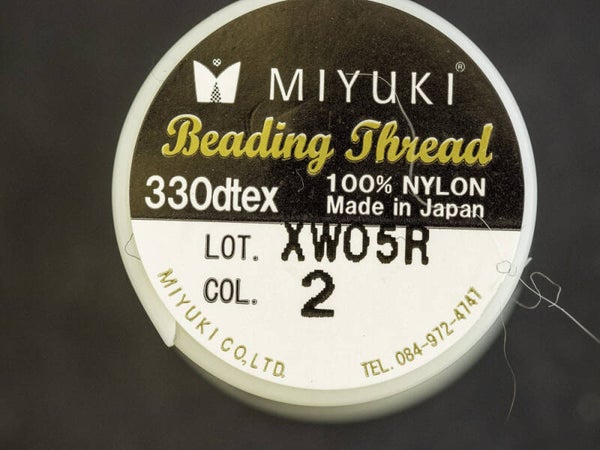 MIYUKI®
Beading Thread
330dtex
100% NYLON
Made in Japan
LOT. XW05R
COL. 2
MIYUKI CO,LTD.
TEL. 084-972-4747